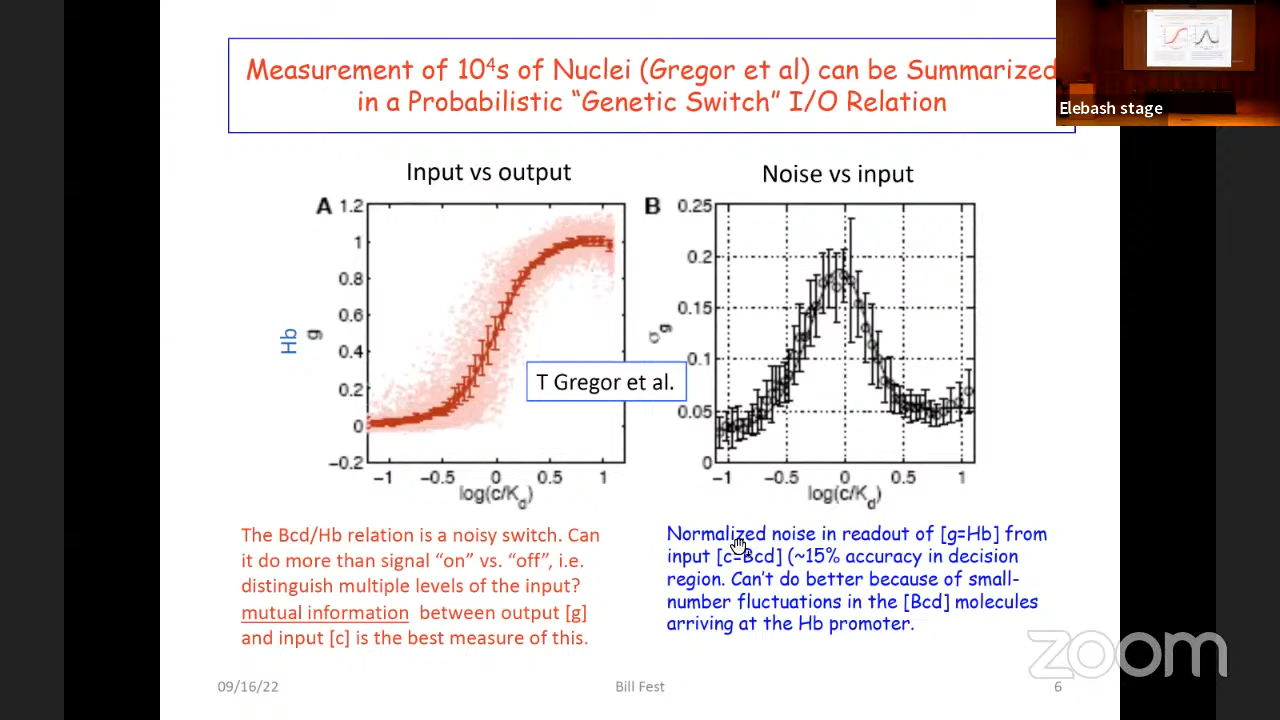 Measurement of 10⁴s of Nuclei (Gregor et al) can be Summarized
in a Probabilistic “Genetic Switch” I/O Relation
Elebash stage
Input vs output
Noise vs input
A
1.2
1
0.8
0.6
0.4
0.2
0
−0.2
Hb
g
−1 −0.5 0 0.5 1
log(c/Kd)
T Gregor et al.
B
0.25
0.2
0.15
0.1
0.05
0
σg
−1 −0.5 0 0.5 1
log(c/Kd)
The Bcd/Hb relation is a noisy switch. Can
it do more than signal “on” vs. “off”, i.e.
distinguish multiple levels of the input?
mutual information between output [g]
and input [c] is the best measure of this.
Normalized noise in readout of [g=Hb] from
input [c=Bcd] (~15% accuracy in decision
region. Can’t do better because of small-
number fluctuations in the [Bcd] molecules
arriving at the Hb promoter.
zoom
09/16/22
Bill Fest
6